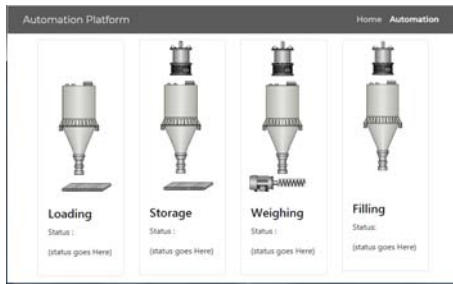 Automation Platform
Home Automation
Loading
Status :
(status goes Here)
Storage
Status :
(status goes Here)
Weighing
Status :
(status goes Here)
Filling
Status:
(status goes Here)